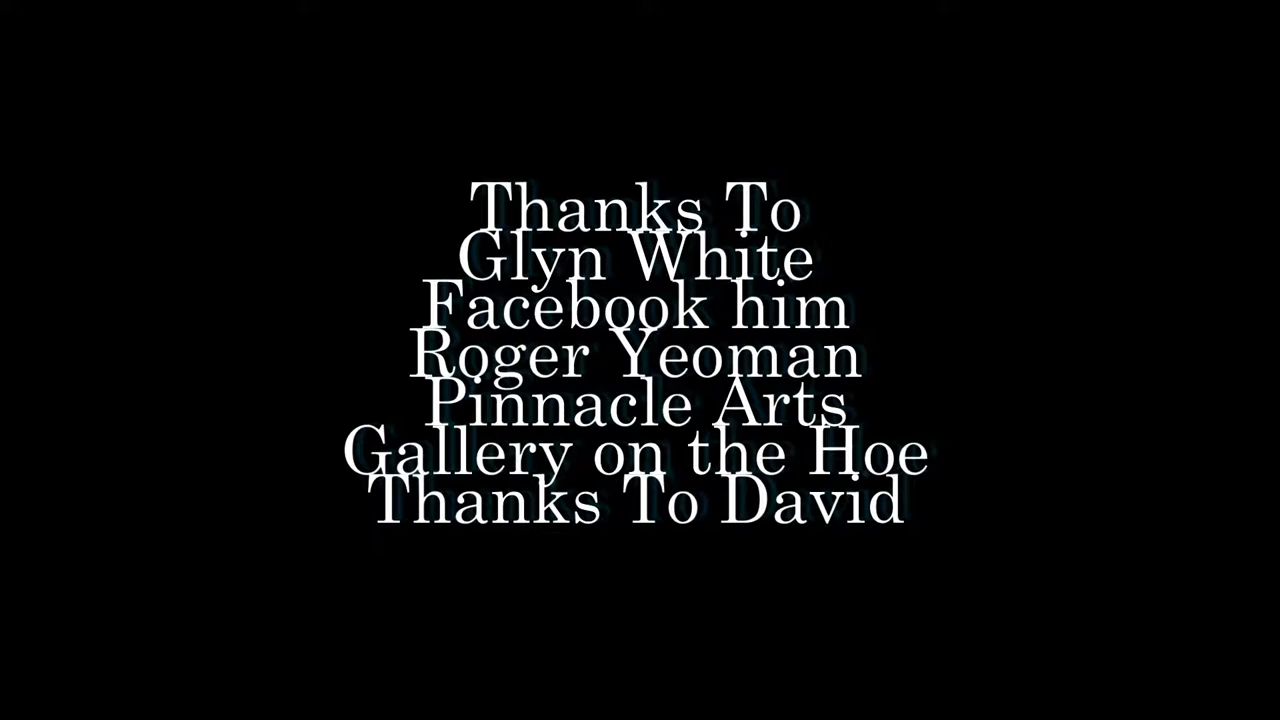 Thanks To
Glyn White
Facebook him
Roger Yeoman
Pinnacle Arts
Gallery on the Hoe
Thanks To David